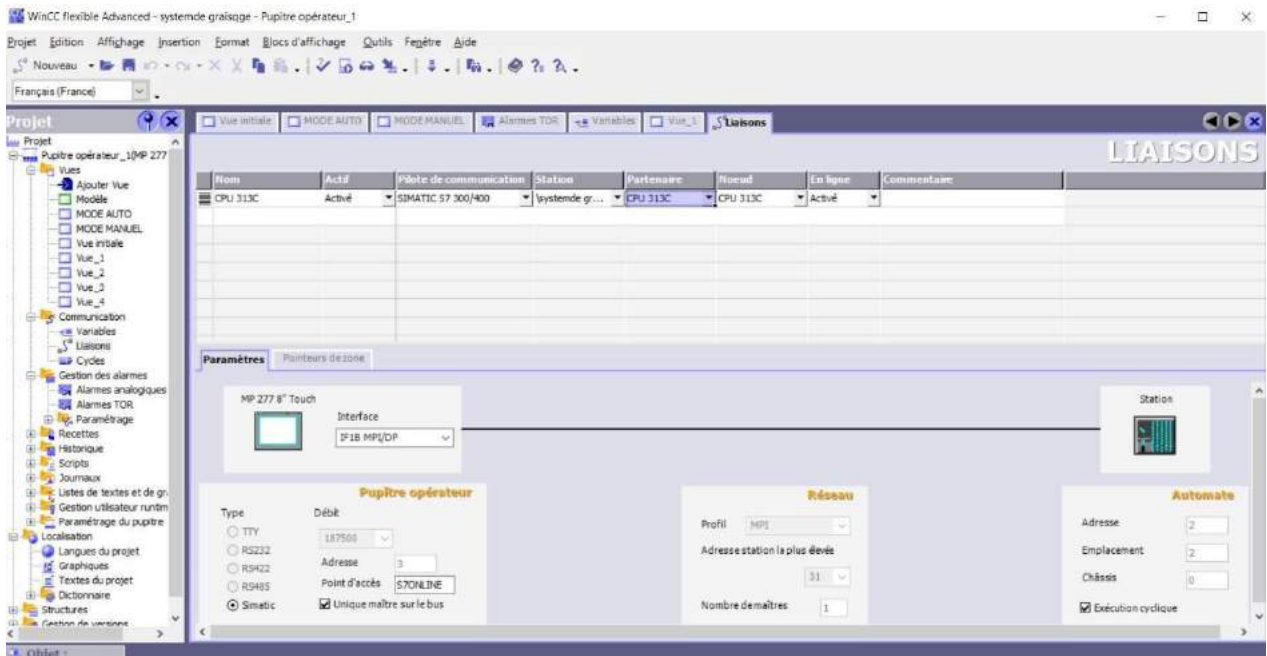 WinCC flexible Advanced - systemde graisqge - Pupitre opérateur_1
Projet Edition Affichage Insertion Format Blocs d'affichage Outils Fenêtre Aide
Nouveau
Français (France)
Projet
Vue initiale MODE AUTO MODE MANUEL Alarmes TOR Variables Vue_1 Liaisons
LIAISONS
Projet
Pupitre opérateur_1(MP 277
Vues
Ajouter Vue
Modèle
MODE AUTO
MODE MANUEL
Vue initiale
Vue_1
Vue_2
Vue_3
Vue_4
Communication
Variables
Liaisons
Cycles
Gestion des alarmes
Alarmes analogiques
Alarmes TOR
Paramétrage
Recettes
Historique
Scripts
Journaux
Listes de textes et de gr
Gestion utilisateur runtim
Paramétrage du pupitre
Localisation
Langues du projet
Graphiques
Textes du projet
Dictionnaire
Structures
Gestion de versions
Nom Actif Pilote de communication Station Partenaire Noeud En ligne Commentaire
CPU 313C Activé SIMATIC S7 300/400 \systemde gr... CPU 313C CPU 313C Activé
Paramètres Pointeurs de zone
MP 277 8" Touch
Interface
IF1B MPI/DP
Station
Pupitre opérateur
Type
TTY
RS232
RS422
RS485
Simatic
Débit
187500
Adresse 3
Point d'accès S7ONLINE
Unique maître sur le bus
Réseau
Profil MPI
Adresse station la plus élevée
31
Nombre de maîtres 1
Automate
Adresse 2
Emplacement 2
Châssis 0
Exécution cyclique
Objet :